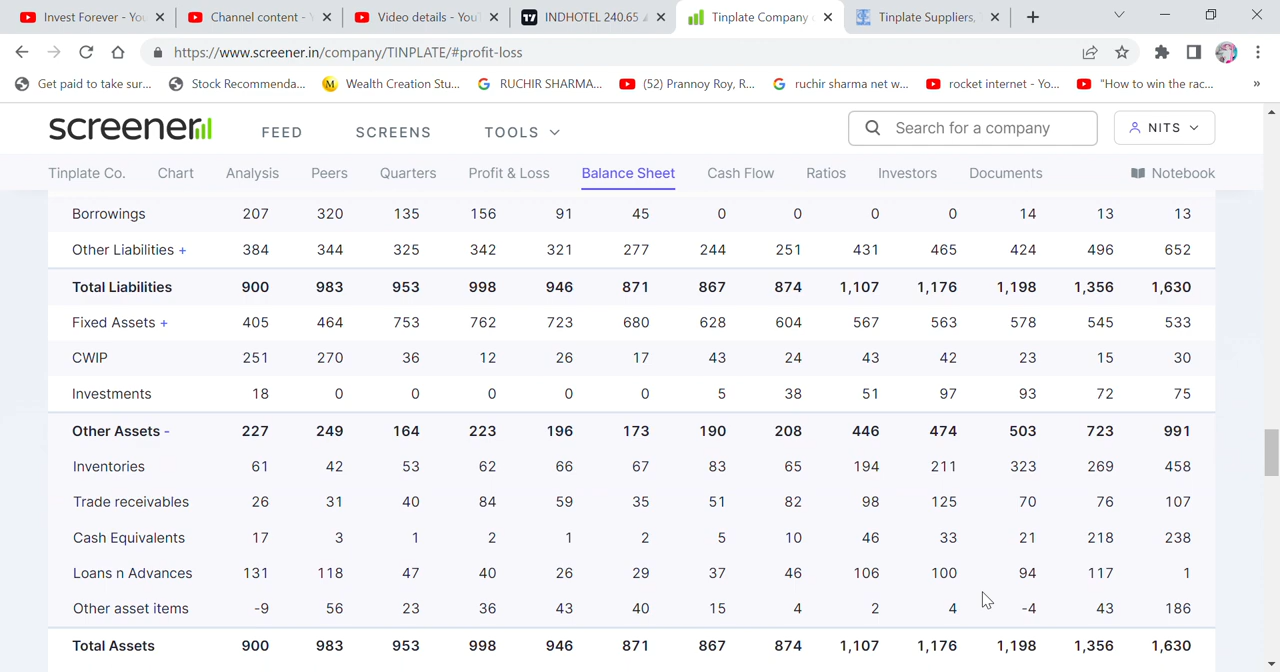 Invest Forever - You
Channel content - Y
Video details - YouT
INDHOTEL 240.65
Tinplate Company
Tinplate Suppliers,
https://www.screener.in/company/TINPLATE/#profit-loss
Get paid to take sur...
Stock Recommenda...
M Wealth Creation Stu...
RUCHIR SHARMA...
(52) Prannoy Roy, R...
ruchir sharma net w...
rocket internet - Yo...
"How to win the rac...
»
screener
FEED SCREENS TOOLS
Search for a company
NITS
Tinplate Co. Chart Analysis Peers Quarters Profit & Loss Balance Sheet Cash Flow Ratios Investors Documents Notebook
Borrowings 207 320 135 156 91 45 0 0 0 0 14 13 13
Other Liabilities + 384 344 325 342 321 277 244 251 431 465 424 496 652
Total Liabilities 900 983 953 998 946 871 867 874 1,107 1,176 1,198 1,356 1,630
Fixed Assets + 405 464 753 762 723 680 628 604 567 563 578 545 533
CWIP 251 270 36 12 26 17 43 24 43 42 23 15 30
Investments 18 0 0 0 0 0 5 38 51 97 93 72 75
Other Assets - 227 249 164 223 196 173 190 208 446 474 503 723 991
Inventories 61 42 53 62 66 67 83 65 194 211 323 269 458
Trade receivables 26 31 40 84 59 35 51 82 98 125 70 76 107
Cash Equivalents 17 3 1 2 1 2 5 10 46 33 21 218 238
Loans n Advances 131 118 47 40 26 29 37 46 106 100 94 117 1
Other asset items -9 56 23 36 43 40 15 4 2 4 -4 43 186
Total Assets 900 983 953 998 946 871 867 874 1,107 1,176 1,198 1,356 1,630